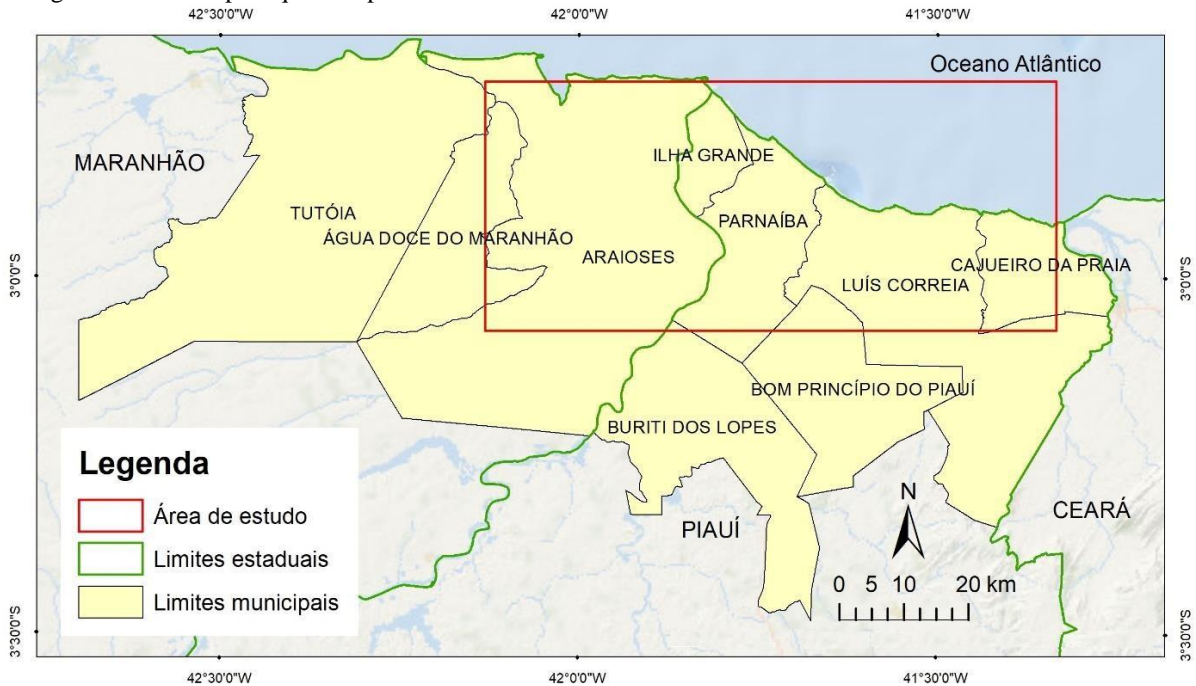 42°30'0"W 42°0'0"W 41°30'0"W
Oceano Atlântico
MARANHÃO
ILHA GRANDE
TUTÓIA
PARNAÍBA
ÁGUA DOCE DO MARANHÃO
ARAIOSES
CAJUEIRO DA PRAIA
3°0'0"S 3°0'0"S
LUÍS CORREIA
BOM PRINCÍPIO DO PIAUÍ
BURITI DOS LOPES
Legenda
Área de estudo
Limites estaduais
Limites municipais
PIAUÍ
N
CEARÁ
0 5 10 20 km
3°30'0"S 3°30'0"S
42°30'0"W 42°0'0"W 41°30'0"W